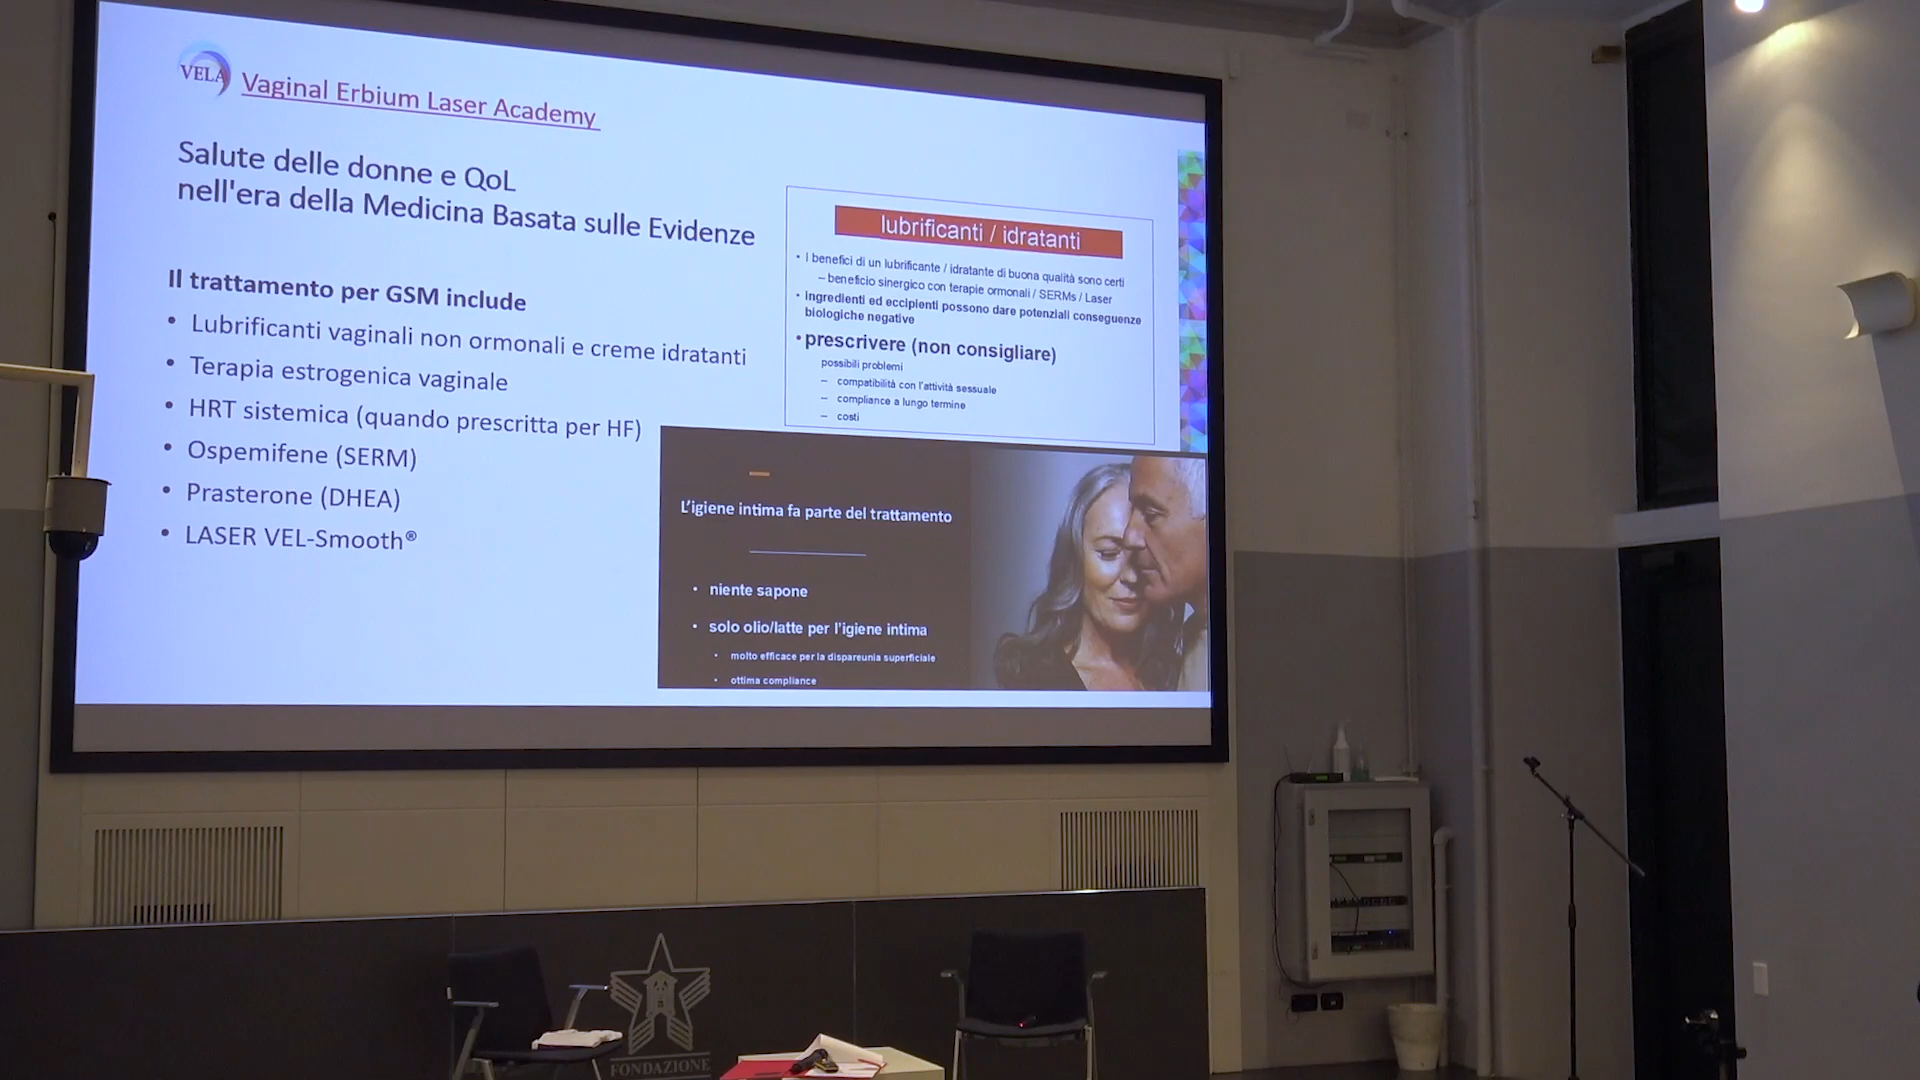 VELA
Vaginal Erbium Laser Academy
Salute delle donne e QoL
nell'era della Medicina Basata sulle Evidenze
Il trattamento per GSM include
• Lubrificanti vaginali non ormonali e creme idratanti
• Terapia estrogenica vaginale
• HRT sistemica (quando prescritta per HF)
• Ospemifene (SERM)
• Prasterone (DHEA)
• LASER VEL-Smooth®
lubrificanti / idratanti
• I benefici di un lubrificante / idratante di buona qualità sono certi
– beneficio sinergico con terapie ormonali / SERMs / Laser
• Ingredienti ed eccipienti possono dare potenziali conseguenze
biologiche negative
• prescrivere (non consigliare)
possibili problemi
– compatibilità con l'attività sessuale
– compliance a lungo termine
– costi
L'igiene intima fa parte del trattamento
• niente sapone
• solo olio/latte per l'igiene intima
• molto efficace per la dispareunia superficiale
• ottima compliance
FONDAZIONE